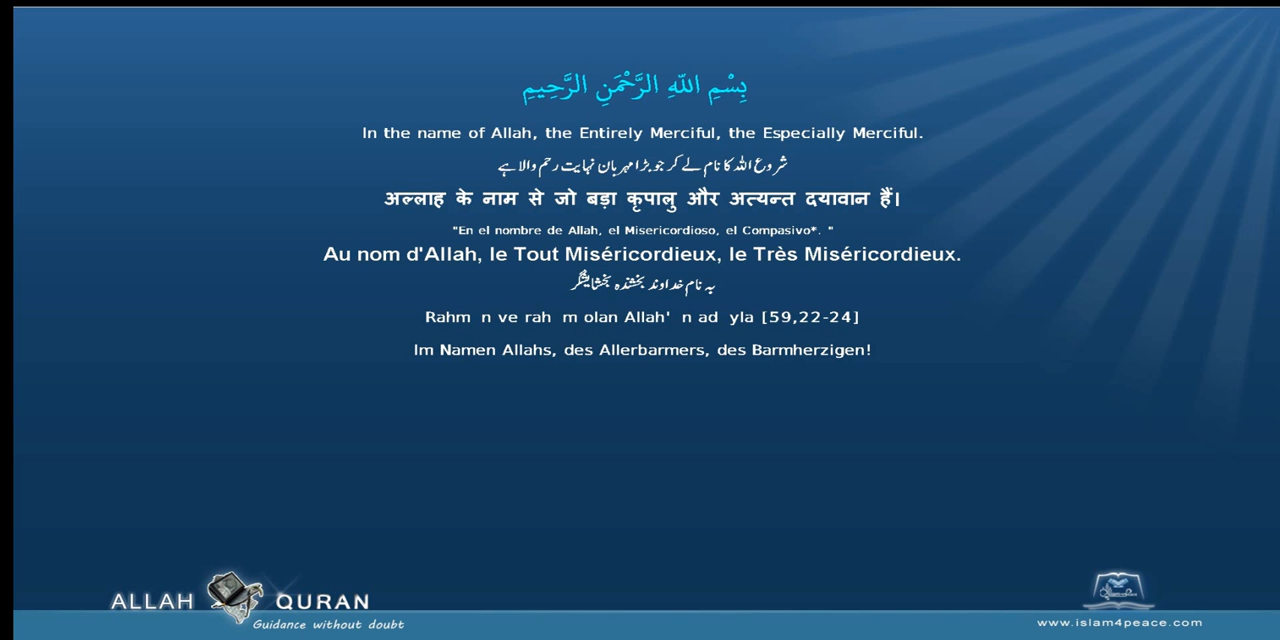 بِسْمِ اللّهِ الرَّحْمَنِ الرَّحِيمِ
In the name of Allah, the Entirely Merciful, the Especially Merciful.
شروع الله کا نام لے کر جو بڑا مہربان نہایت رحم والا ہے
अल्लाह के नाम से जो बड़ा कृपालु और अत्यन्त दयावान हैं।
"En el nombre de Allah, el Misericordioso, el Compasivo*. "
Au nom d'Allah, le Tout Miséricordieux, le Très Miséricordieux.
به نام خداوند بخشنده بخشایشگر
Rahm n ve rah m olan Allah' n ad yla [59,22-24]
Im Namen Allahs, des Allerbarmers, des Barmherzigen!
ALLAH QURAN
Guidance without doubt
www.islam4peace.com